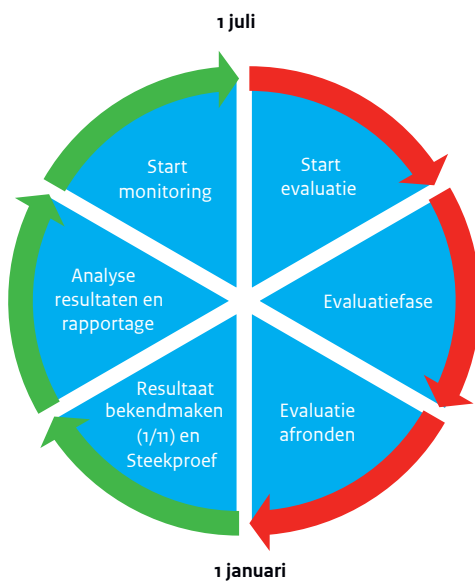 1 juli
Start
evaluatie
Evaluatiefase
Evaluatie
afronden
1 januari
Resultaat
bekendmaken
(1/11) en
Steekproef
Analyse
resultaten en
rapportage
Start
monitoring